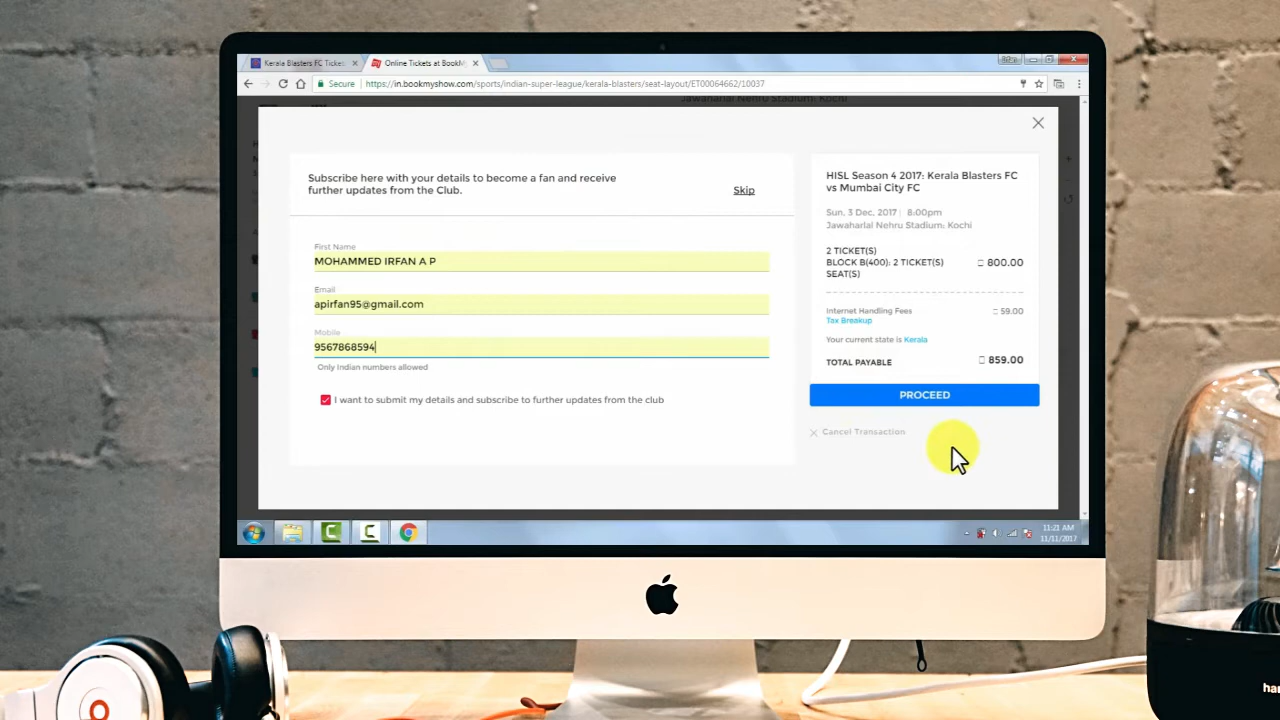 Kerala Blasters FC Tickets
Online Tickets at BookMy
Secure
https://in.bookmyshow.com/sports/indian-super-league/kerala-blasters/seat-layout/ET00064662/10037
Jawaharlal Nehru Stadium: Kochi
Subscribe here with your details to become a fan and receive
further updates from the Club.
Skip
First Name
MOHAMMED IRFAN A P
Email
apirfan95@gmail.com
Mobile
9567868594
Only Indian numbers allowed
I want to submit my details and subscribe to further updates from the club
HISL Season 4 2017: Kerala Blasters FC
vs Mumbai City FC
Sun, 3 Dec, 2017 | 8:00pm
Jawaharlal Nehru Stadium: Kochi
2 TICKET(S)
BLOCK B(400): 2 TICKET(S)
800.00
SEAT(S)
Internet Handling Fees
59.00
Tax Breakup
Your current state is Kerala
TOTAL PAYABLE
859.00
PROCEED
Cancel Transaction
11:21 AM
11/11/2017
har